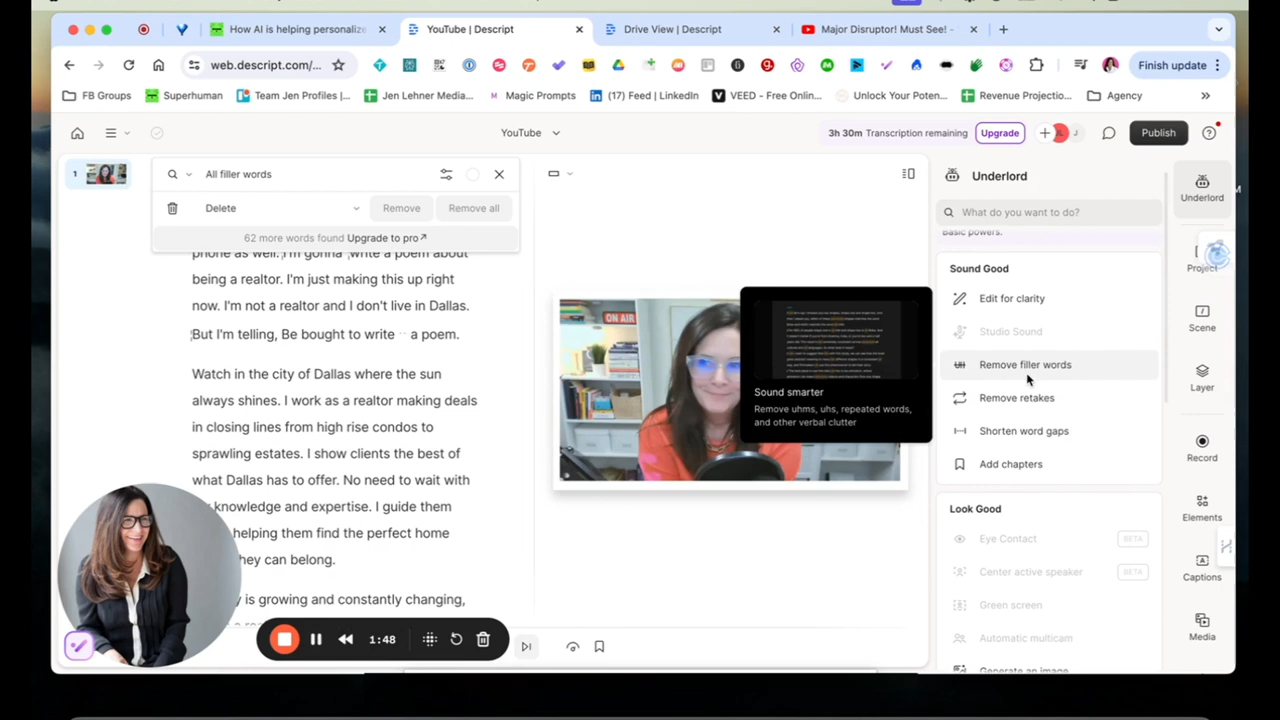 How AI is helping personalize
YouTube | Descript
Drive View | Descript
Major Disruptor! Must See! -
web.descript.com/...
Finish update
FB Groups
Superhuman
Team Jen Profiles |...
Jen Lehner Media...
Magic Prompts
(17) Feed | LinkedIn
VEED - Free Onlin...
Unlock Your Poten...
Revenue Projectio...
Agency
YouTube
3h 30m Transcription remaining
Upgrade
J
Publish
1
All filler words
Delete
Remove
Remove all
62 more words found Upgrade to pro
phone as well. I'm gonna write a poem about
being a realtor. I'm just making this up right
now. I'm not a realtor and I don't live in Dallas.
But I'm telling, Be bought to write a poem.
Watch in the city of Dallas where the sun
always shines. I work as a realtor making deals
in closing lines from high rise condos to
sprawling estates. I show clients the best of
what Dallas has to offer. No need to wait with
knowledge and expertise. I guide them
helping them find the perfect home
hey can belong.
is growing and constantly changing,
1:48
ON AIR
Sound smarter
Remove uhms, uhs, repeated words,
and other verbal clutter
Underlord
What do you want to do?
Basic powers.
Sound Good
Edit for clarity
Studio Sound
Remove filler words
Remove retakes
Shorten word gaps
Add chapters
Look Good
Eye Contact
BETA
Center active speaker
BETA
Green screen
Automatic multicam
Generate an image
Underlord
Project
Scene
Layer
Record
Elements
Captions
Media